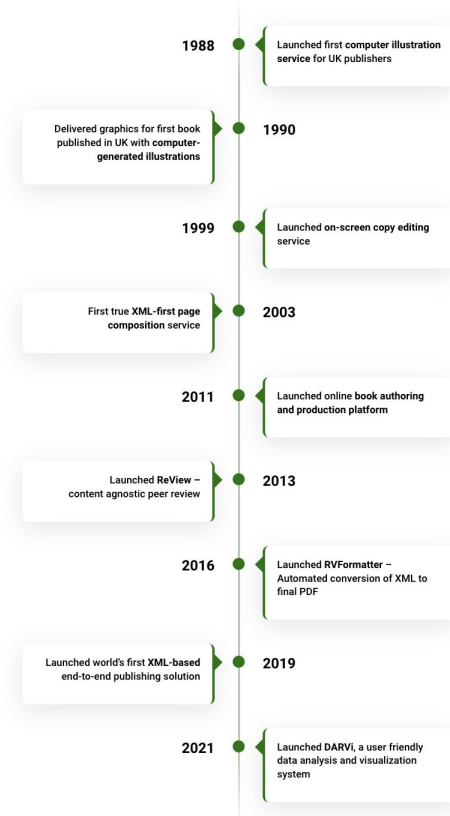 1988
Launched first computer illustration
service for UK publishers
Delivered graphics for first book
published in UK with computer-
generated illustrations
1990
1999
Launched on-screen copy editing
service
First true XML-first page
composition service
2003
2011
Launched online book authoring
and production platform
Launched ReView –
content agnostic peer review
2013
2016
Launched RVFormatter –
Automated conversion of XML to
final PDF
Launched world's first XML-based
end-to-end publishing solution
2019
2021
Launched DARVi, a user friendly
data analysis and visualization
system